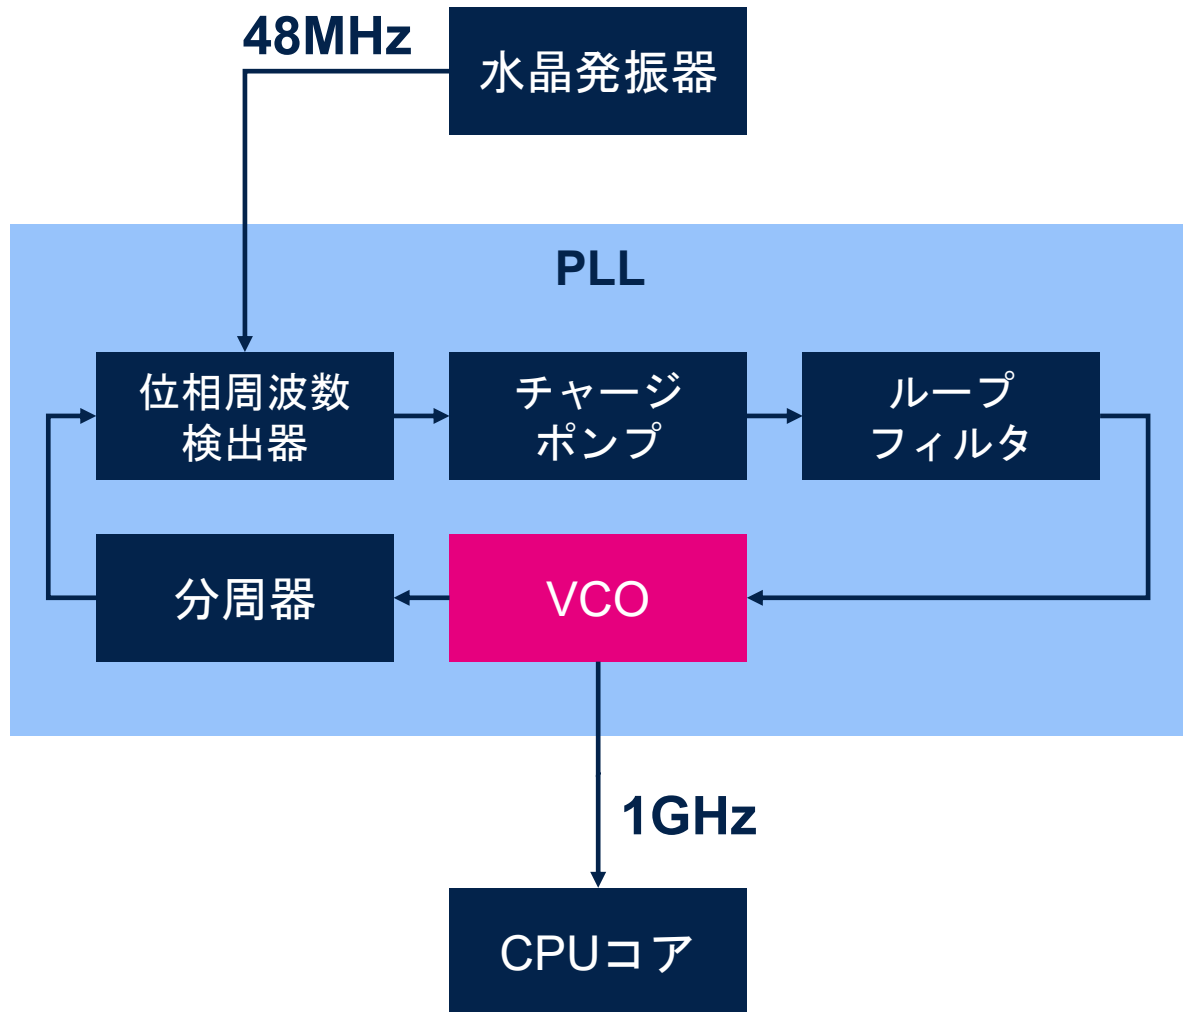 48MHz
水晶発振器
PLL
位相周波数
検出器
チャージ
ポンプ
ループ
フィルタ
分周器
VCO
1GHz
CPUコア